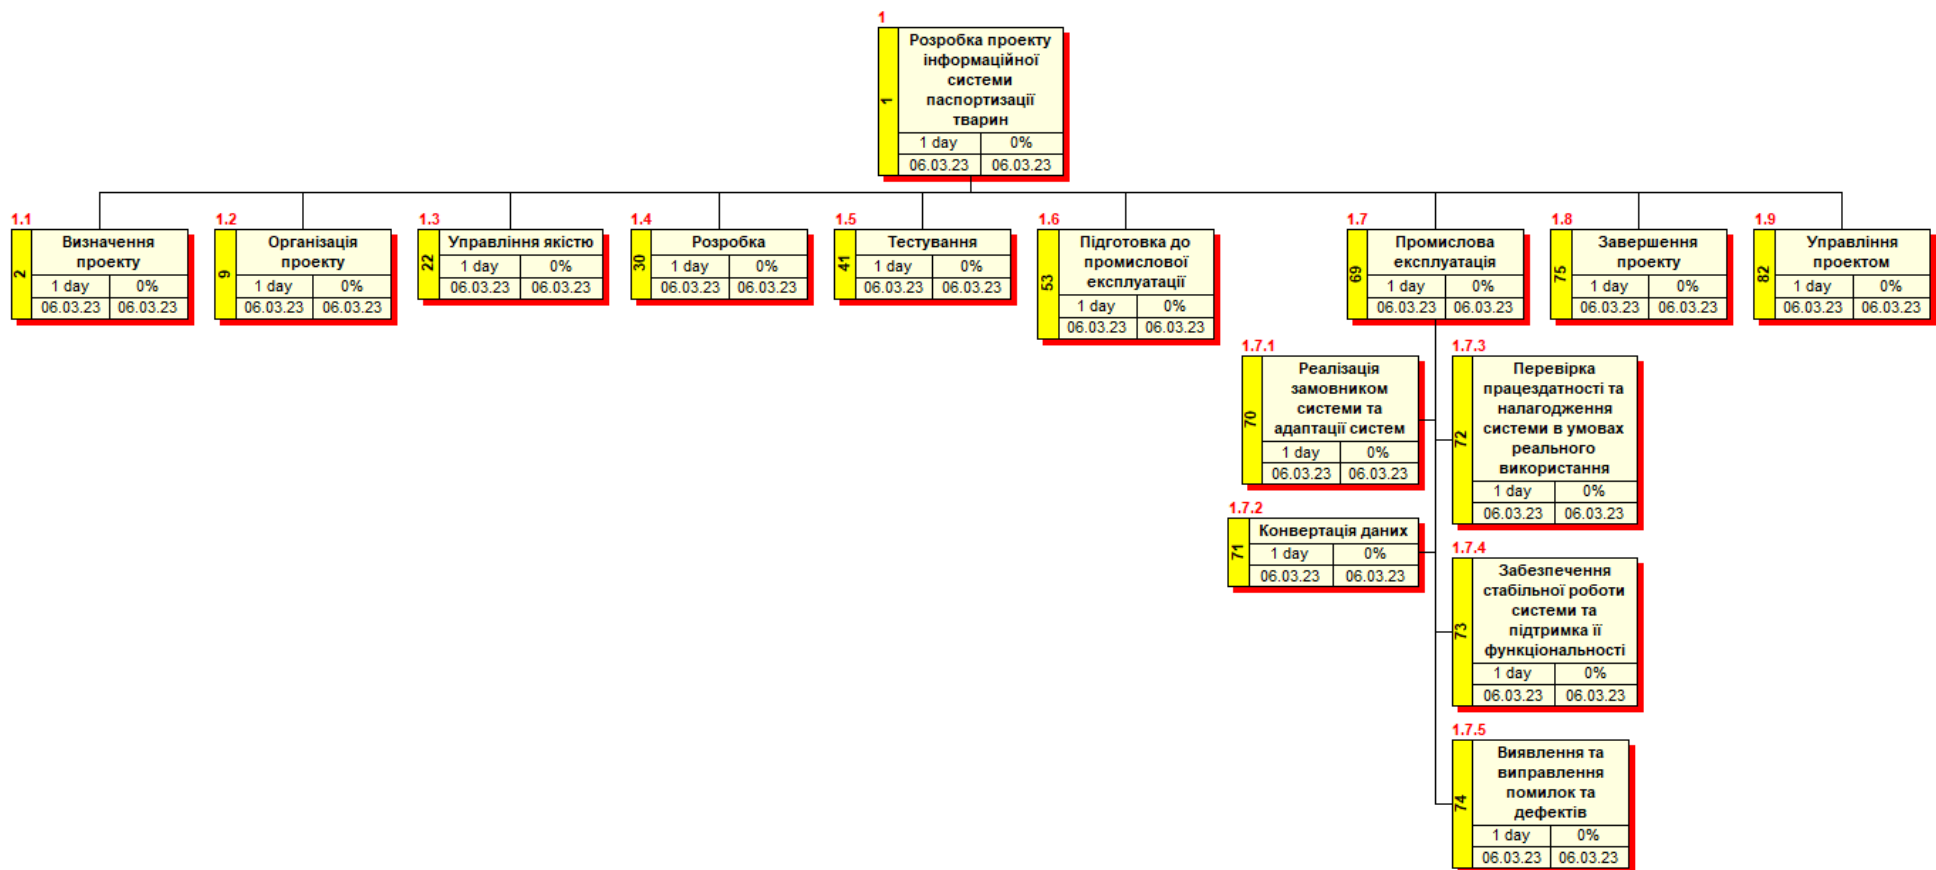 1
1
Розробка проекту
інформаційної
системи
паспортизації
тварин
1 day 0%
06.03.23 06.03.23
1.1
2
Визначення
проекту
1 day 0%
06.03.23 06.03.23
1.2
9
Організація
проекту
1 day 0%
06.03.23 06.03.23
1.3
22
Управління якістю
1 day 0%
06.03.23 06.03.23
1.4
30
Розробка
1 day 0%
06.03.23 06.03.23
1.5
41
Тестування
1 day 0%
06.03.23 06.03.23
1.6
53
Підготовка до
промислової
експлуатації
1 day 0%
06.03.23 06.03.23
1.7
69
Промислова
експлуатація
1 day 0%
06.03.23 06.03.23
1.8
75
Завершення
проекту
1 day 0%
06.03.23 06.03.23
1.9
82
Управління
проектом
1 day 0%
06.03.23 06.03.23
1.7.1
70
Реалізація
замовником
системи та
адаптації систем
1 day 0%
06.03.23 06.03.23
1.7.2
71
Конвертація даних
1 day 0%
06.03.23 06.03.23
1.7.3
72
Перевірка
працездатності та
налагодження
системи в умовах
реального
використання
1 day 0%
06.03.23 06.03.23
1.7.4
73
Забезпечення
стабільної роботи
системи та
підтримка її
функціональності
1 day 0%
06.03.23 06.03.23
1.7.5
74
Виявлення та
виправлення
помилок та
дефектів
1 day 0%
06.03.23 06.03.23